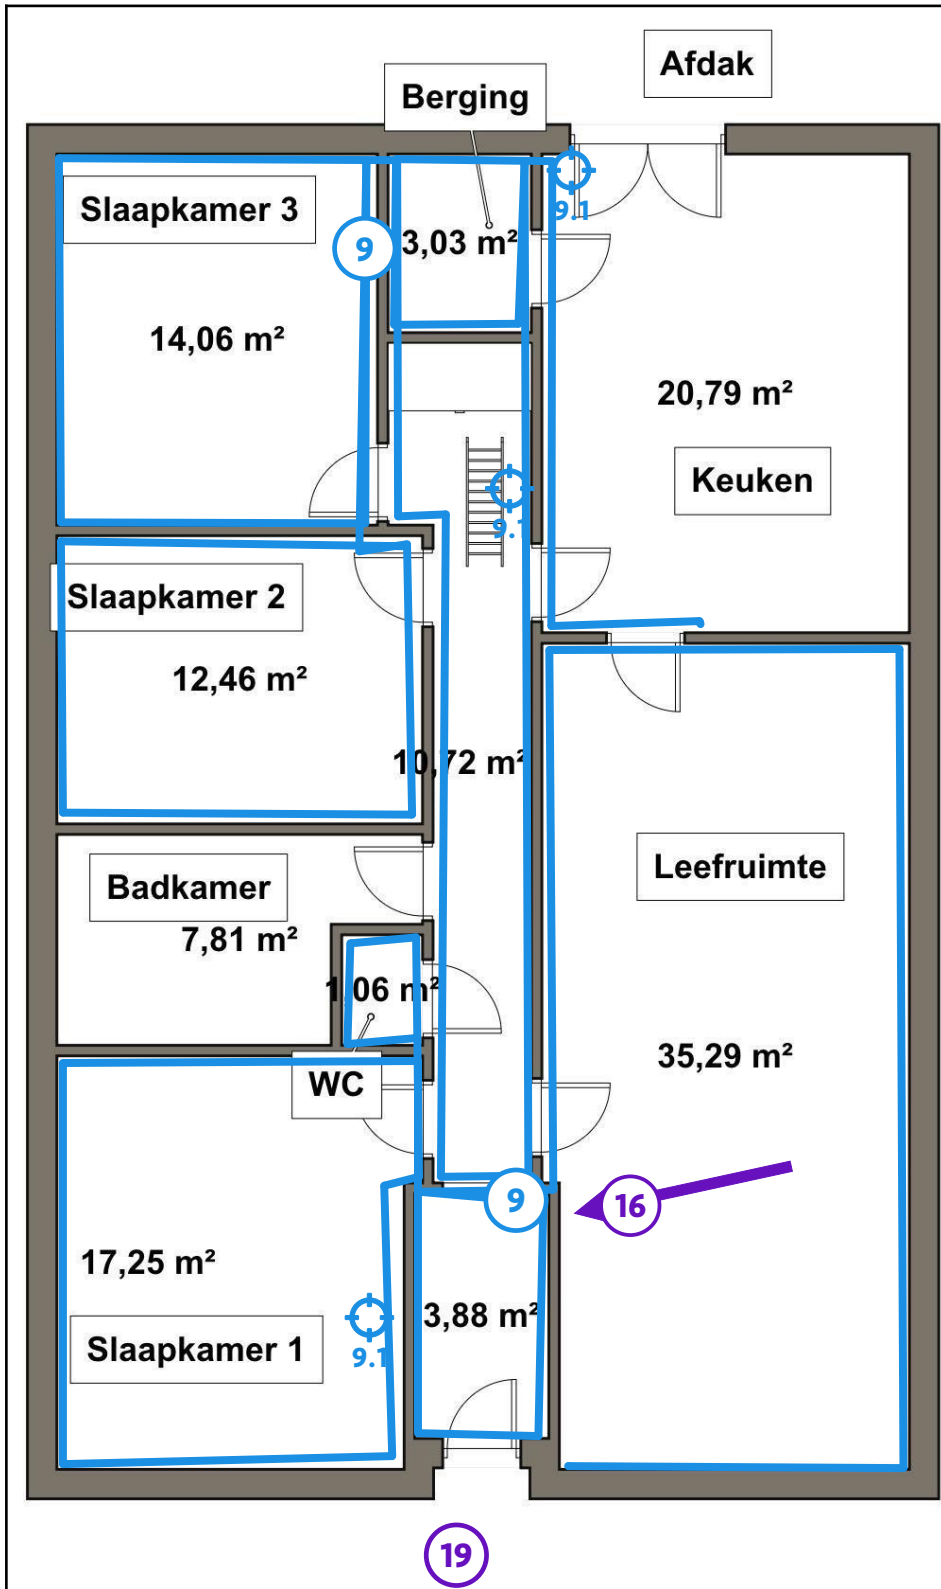 Afdak
Berging
Slaapkamer 3
9.1
9
3,03 m²
14,06 m²
20,79 m²
Keuken
9.1
Slaapkamer 2
12,46 m²
10,72 m²
Leefruimte
Badkamer
7,81 m²
1,06 m²
35,29 m²
WC
9
16
17,25 m²
3,88 m²
Slaapkamer 1
9.1
19